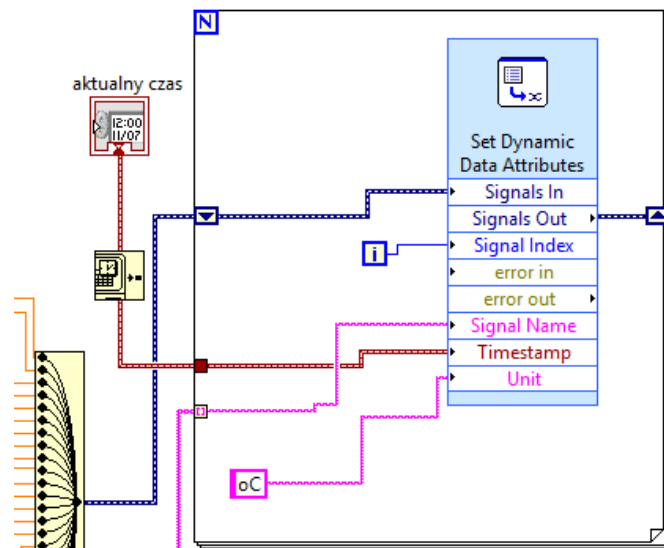 N
aktualny czas
12:00
11/07
Set Dynamic
Data Attributes
Signals In
Signals Out
i
Signal Index
error in
error out
Signal Name
Timestamp
Unit
oC